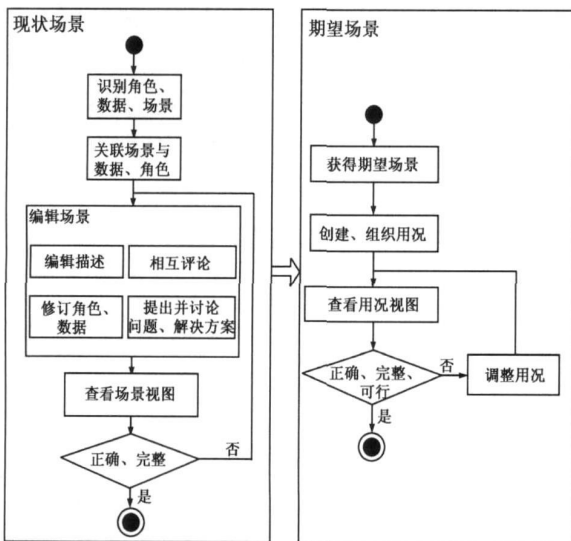 现状场景
识别角色、
数据、场景
关联场景与
数据、角色
编辑场景
编辑描述
相互评论
修订角色、
数据
提出并讨论
问题、解决方案
查看场景视图
正确、完整
否
是
期望场景
获得期望场景
创建、组织用况
查看用况视图
正确、完整、
可行
否
调整用况
是